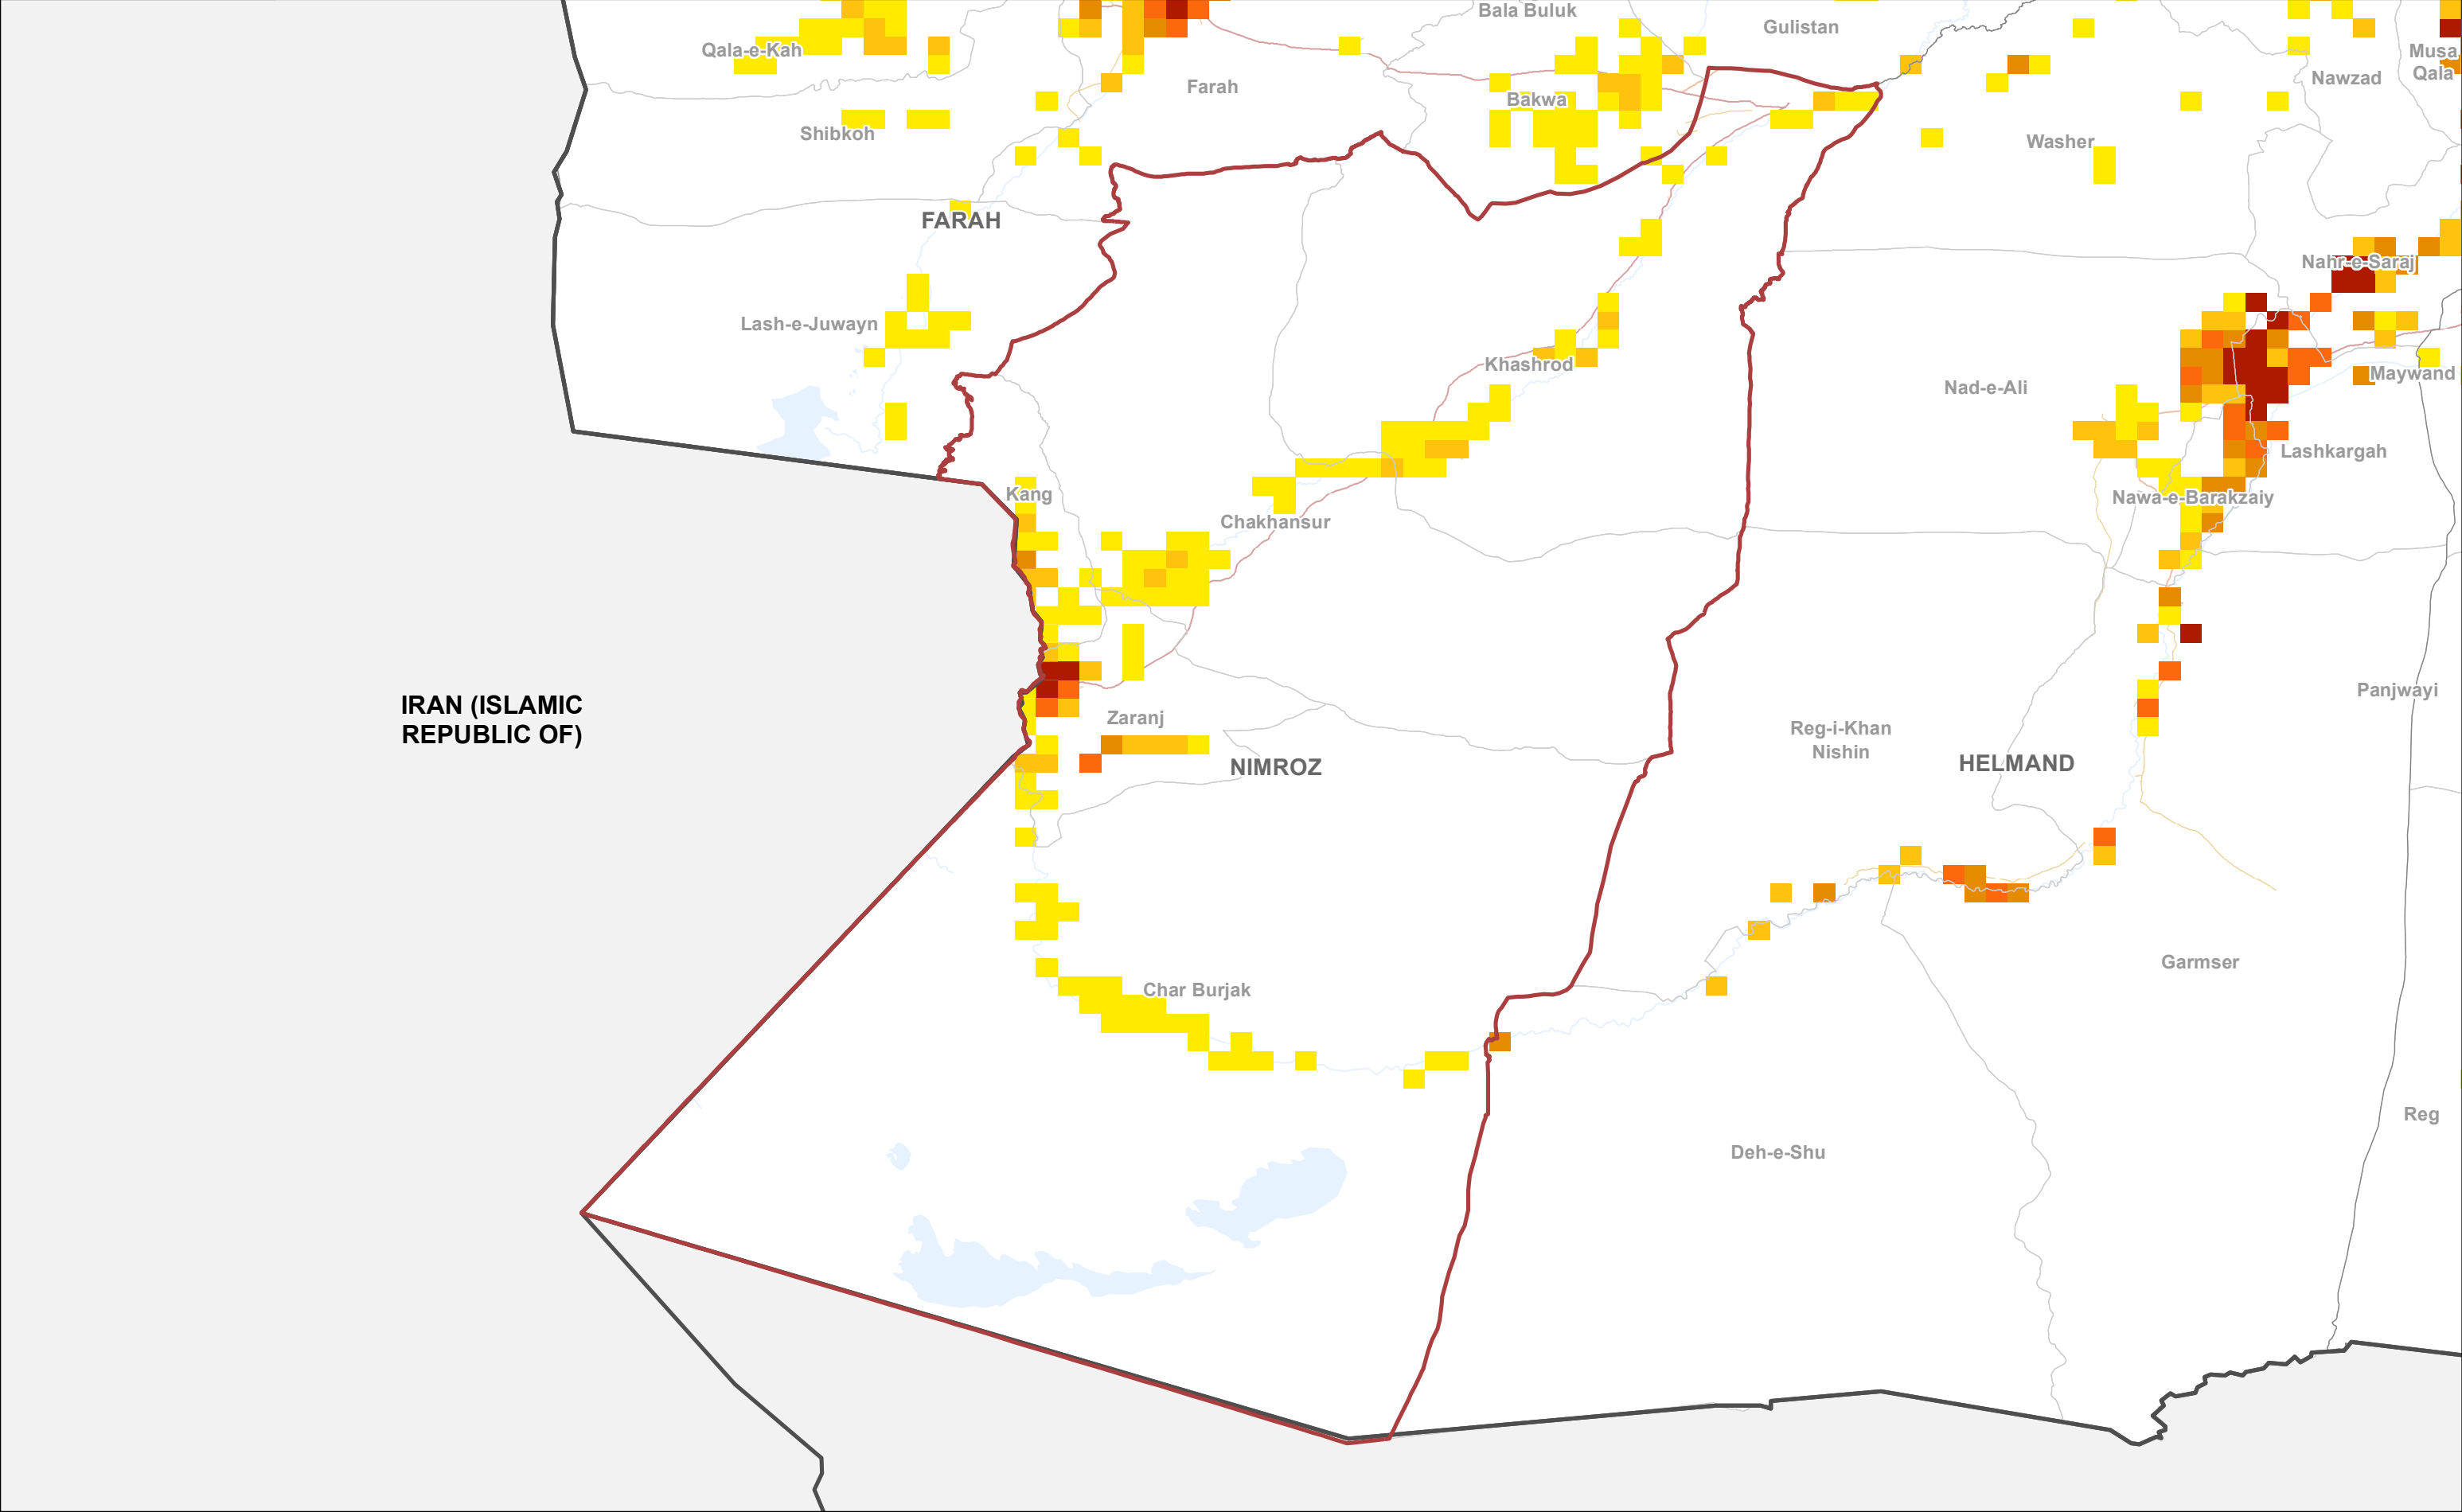 Bala Buluk
Gulistan
Qala-e-Kah
Musa
Qala
Nawzad
Farah
Bakwa
Shibkoh
Washer
FARAH
Nahr-e-Saraj
Lash-e-Juwayn
Khashrod
Nad-e-Ali
Maywand
Lashkargah
Kang
Nawa-e-Barakzaiy
Chakhansur
Panjwayi
IRAN (ISLAMIC
REPUBLIC OF)
Zaranj
Reg-i-Khan
Nishin
NIMROZ
HELMAND
Garmser
Char Burjak
Reg
Deh-e-Shu